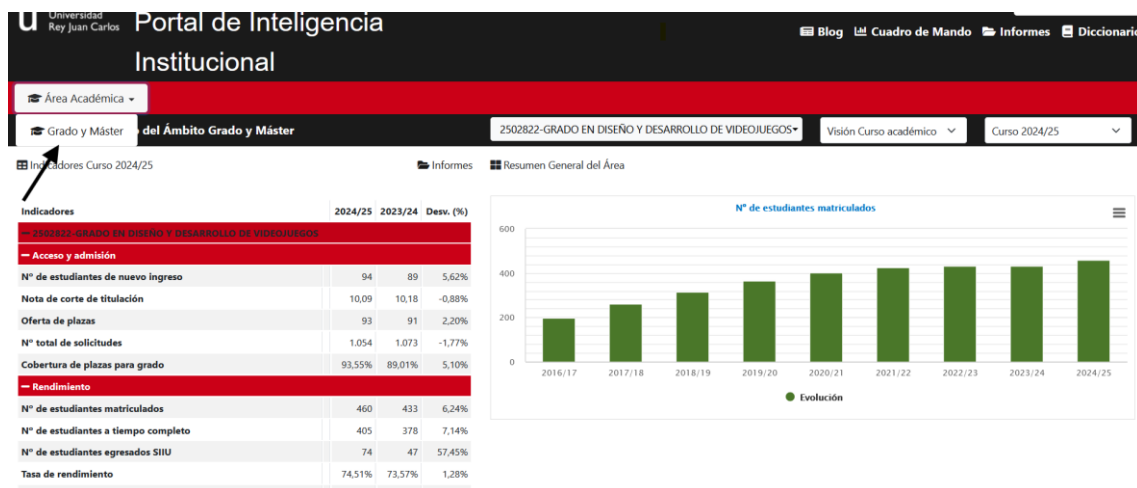 u Universidad Rey Juan Carlos
Portal de Inteligencia
Institucional
Blog Cuadro de Mando Informes Diccionario
Área Académica
Grado y Máster
del Ámbito Grado y Máster
2502822-GRADO EN DISEÑO Y DESARROLLO DE VIDEOJUEGOS
Visión Curso académico
Curso 2024/25
Indicadores Curso 2024/25
Informes
Resumen General del Área
Indicadores 2024/25 2023/24 Desv. (%)
2502822-GRADO EN DISEÑO Y DESARROLLO DE VIDEOJUEGOS
Acceso y admisión
Nº de estudiantes de nuevo ingreso 94 89 5,62%
Nota de corte de titulación 10,09 10,18 -0,88%
Oferta de plazas 93 91 2,20%
Nº total de solicitudes 1.054 1.073 -1,77%
Cobertura de plazas para grado 93,55% 89,01% 5,10%
Rendimiento
Nº de estudiantes matriculados 460 433 6,24%
Nº de estudiantes a tiempo completo 405 378 7,14%
Nº de estudiantes egresados SIIU 74 47 57,45%
Tasa de rendimiento 74,51% 73,57% 1,28%
Nº de estudiantes matriculados
600
400
200
0
2016/17 2017/18 2018/19 2019/20 2020/21 2021/22 2022/23 2023/24 2024/25
Evolución